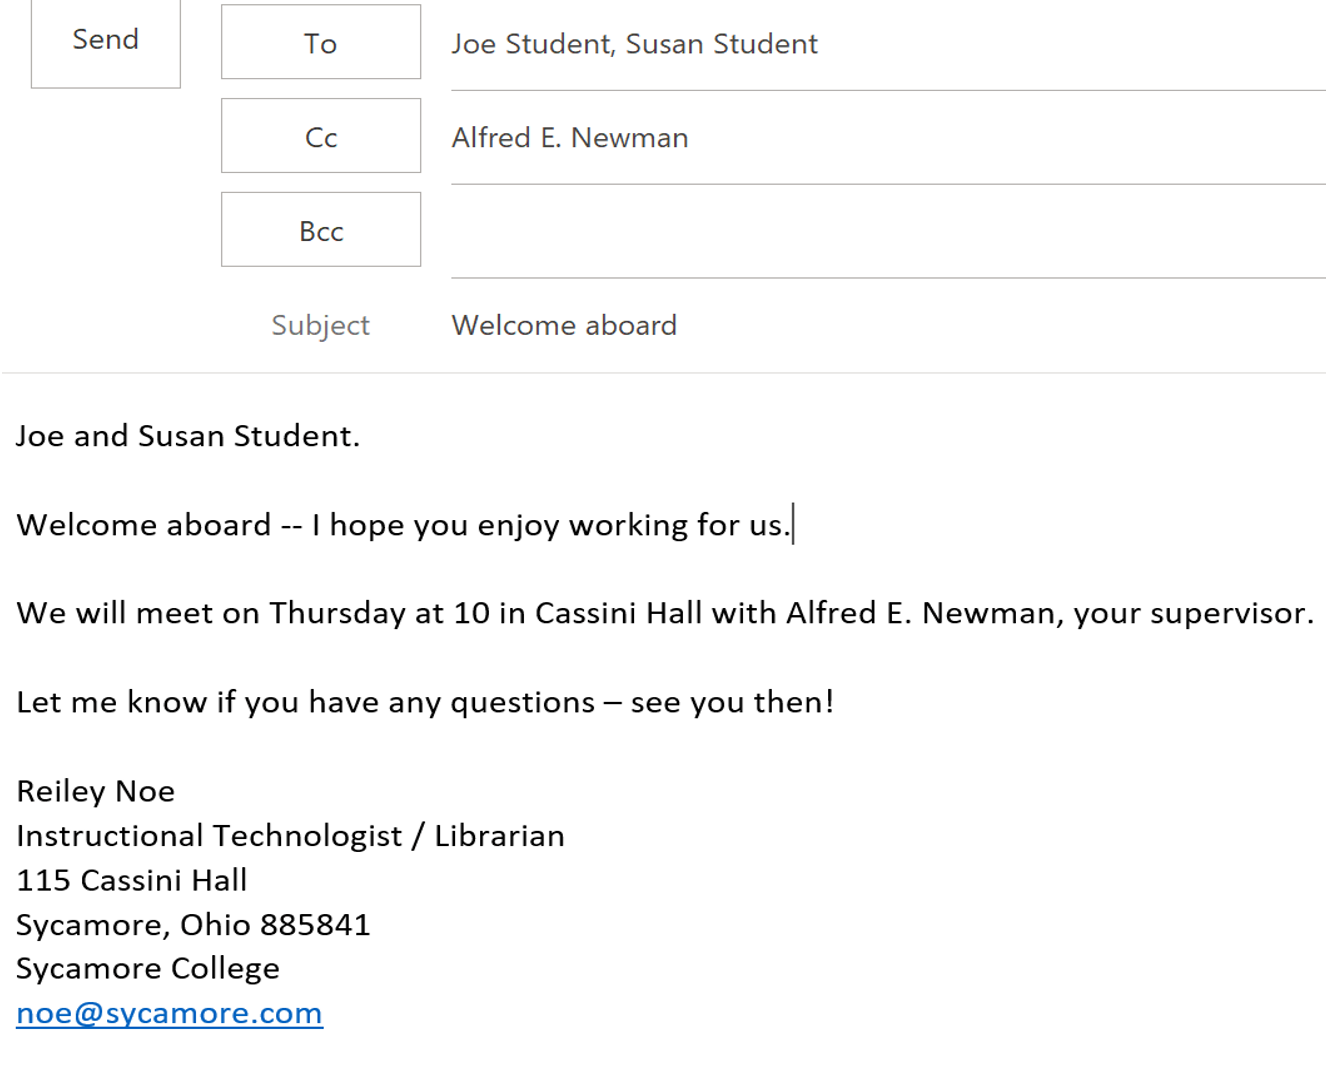 Send
To
Joe Student, Susan Student
Cc
Alfred E. Newman
Bcc
Subject
Welcome aboard
Joe and Susan Student.
Welcome aboard -- I hope you enjoy working for us.
We will meet on Thursday at 10 in Cassini Hall with Alfred E. Newman, your supervisor.
Let me know if you have any questions – see you then!
Reiley Noe
Instructional Technologist / Librarian
115 Cassini Hall
Sycamore, Ohio 885841
Sycamore College
noe@sycamore.com